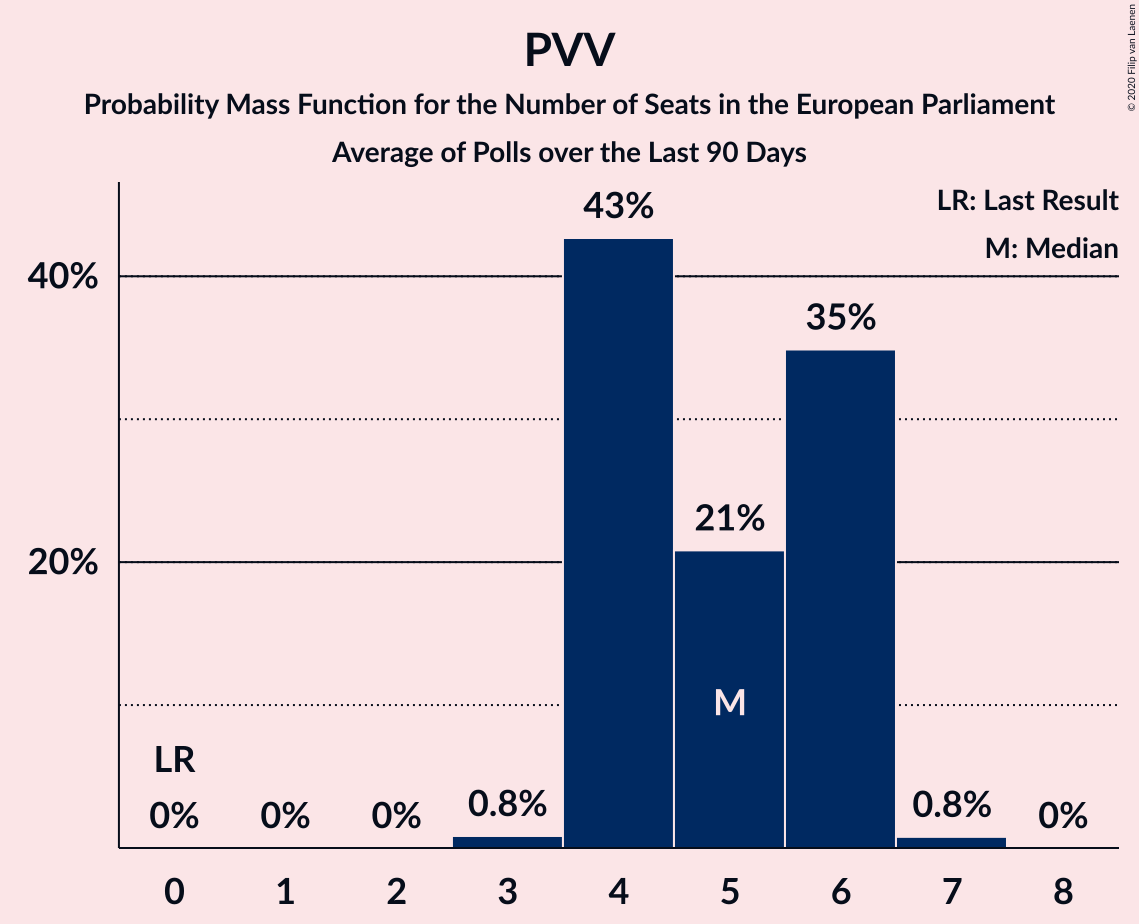 PVV
Probability Mass Function for the Number of Seats in the European Parliament
Average of Polls over the Last 90 Days
© 2020 Filip van Laenen
LR: Last Result
M: Median
43%
40%
35%
21%
20%
M
LR
0% 0% 0% 0.8% 0.8% 0%
0 1 2 3 4 5 6 7 8